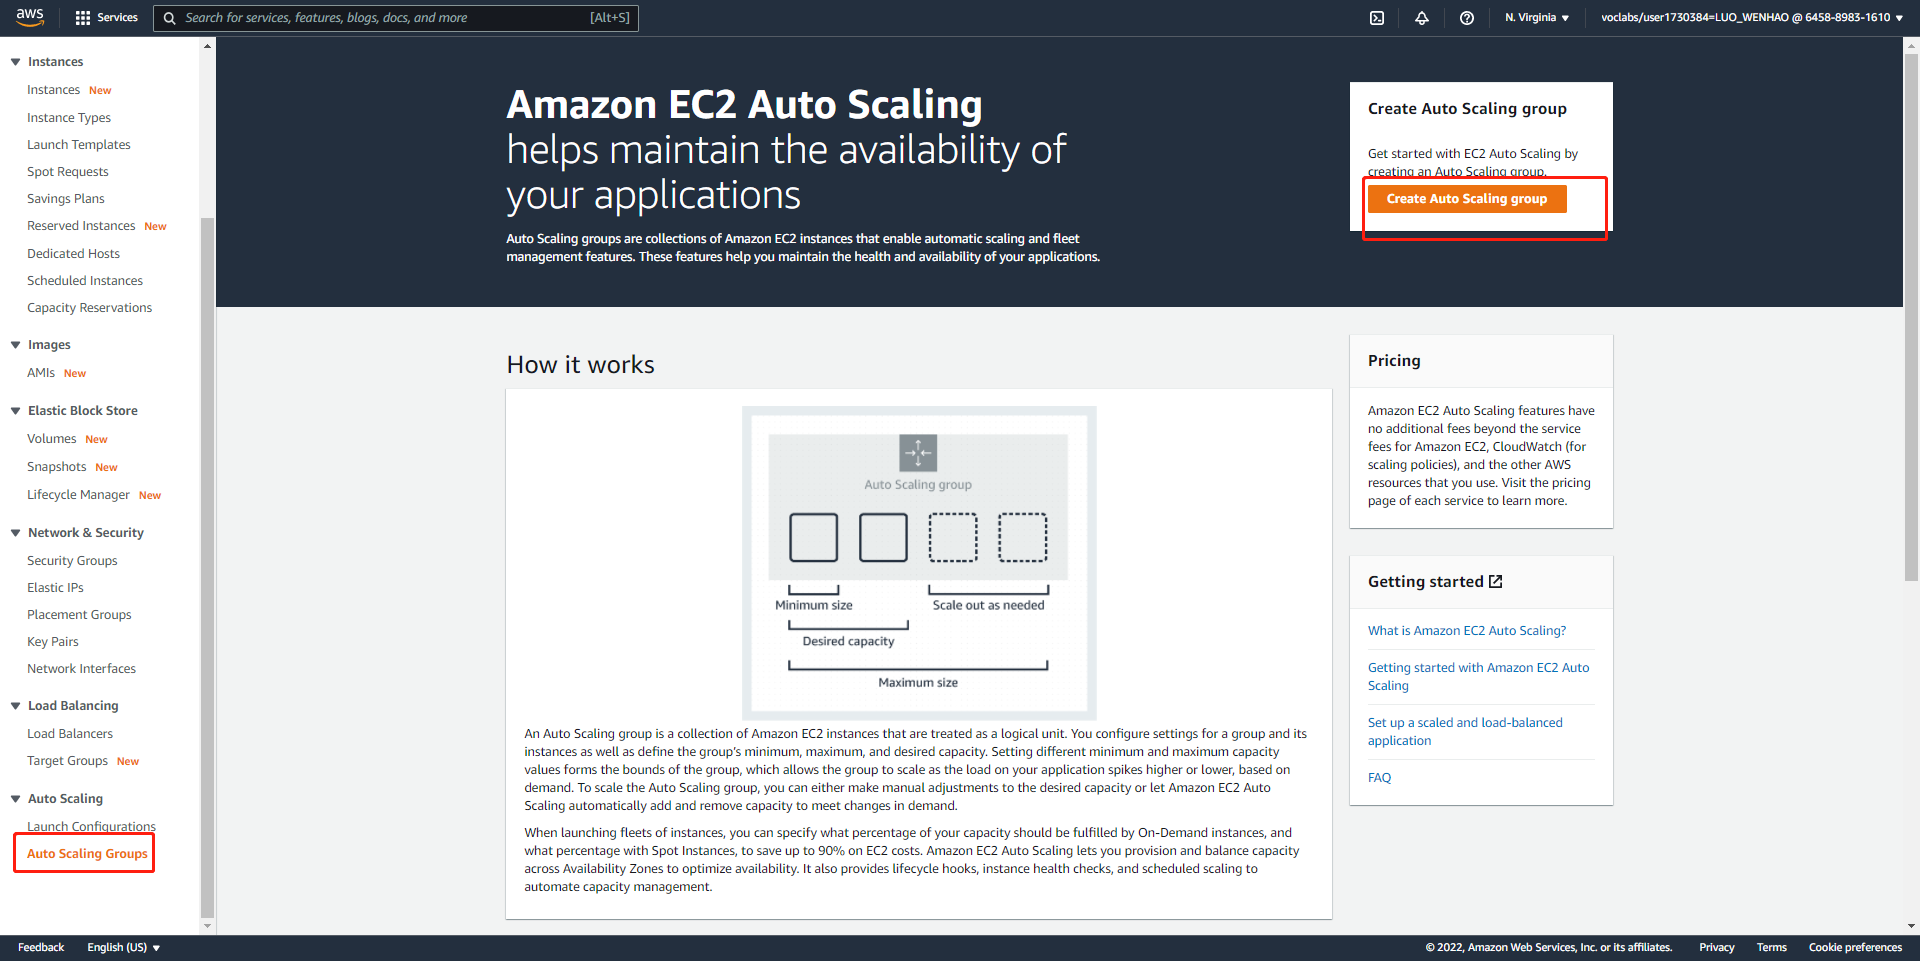 aws
Services
Search for services, features, blogs, docs, and more
[Alt+S]
N. Virginia
voclabs/user1730384=LUO_WENHAO @ 6458-8983-1610
Instances
Instances New
Instance Types
Launch Templates
Spot Requests
Savings Plans
Reserved Instances New
Dedicated Hosts
Scheduled Instances
Capacity Reservations
Images
AMIs New
Elastic Block Store
Volumes New
Snapshots New
Lifecycle Manager New
Network & Security
Security Groups
Elastic IPs
Placement Groups
Key Pairs
Network Interfaces
Load Balancing
Load Balancers
Target Groups New
Auto Scaling
Launch Configurations
Auto Scaling Groups
Amazon EC2 Auto Scaling
helps maintain the availability of
your applications
Auto Scaling groups are collections of Amazon EC2 instances that enable automatic scaling and fleet
management features. These features help you maintain the health and availability of your applications.
Create Auto Scaling group
Get started with EC2 Auto Scaling by
creating an Auto Scaling group.
Create Auto Scaling group
How it works
Auto Scaling group
Minimum size
Scale out as needed
Desired capacity
Maximum size
An Auto Scaling group is a collection of Amazon EC2 instances that are treated as a logical unit. You configure settings for a group and its
instances as well as define the group's minimum, maximum, and desired capacity. Setting different minimum and maximum capacity
values forms the bounds of the group, which allows the group to scale as the load on your application spikes higher or lower, based on
demand. To scale the Auto Scaling group, you can either make manual adjustments to the desired capacity or let Amazon EC2 Auto
Scaling automatically add and remove capacity to meet changes in demand.
When launching fleets of instances, you can specify what percentage of your capacity should be fulfilled by On-Demand instances, and
what percentage with Spot Instances, to save up to 90% on EC2 costs. Amazon EC2 Auto Scaling lets you provision and balance capacity
across Availability Zones to optimize availability. It also provides lifecycle hooks, instance health checks, and scheduled scaling to
automate capacity management.
Pricing
Amazon EC2 Auto Scaling features have
no additional fees beyond the service
fees for Amazon EC2, CloudWatch (for
scaling policies), and the other AWS
resources that you use. Visit the pricing
page of each service to learn more.
Getting started
What is Amazon EC2 Auto Scaling?
Getting started with Amazon EC2 Auto
Scaling
Set up a scaled and load-balanced
application
FAQ
Feedback
English (US)
© 2022, Amazon Web Services, Inc. or its affiliates.
Privacy
Terms
Cookie preferences